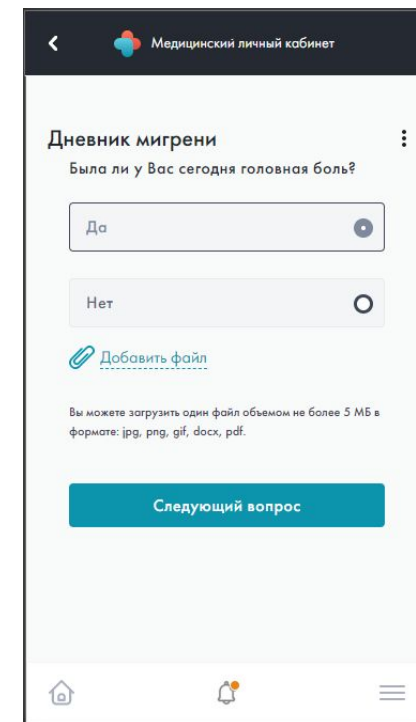 Медицинский личный кабинет
Дневник мигрени
Была ли у Вас сегодня головная боль?
Да
Нет
Добавить файл
Вы можете загрузить один файл объемом не более 5 МБ в
формате: jpg, png, gif, docx, pdf.
Следующий вопрос